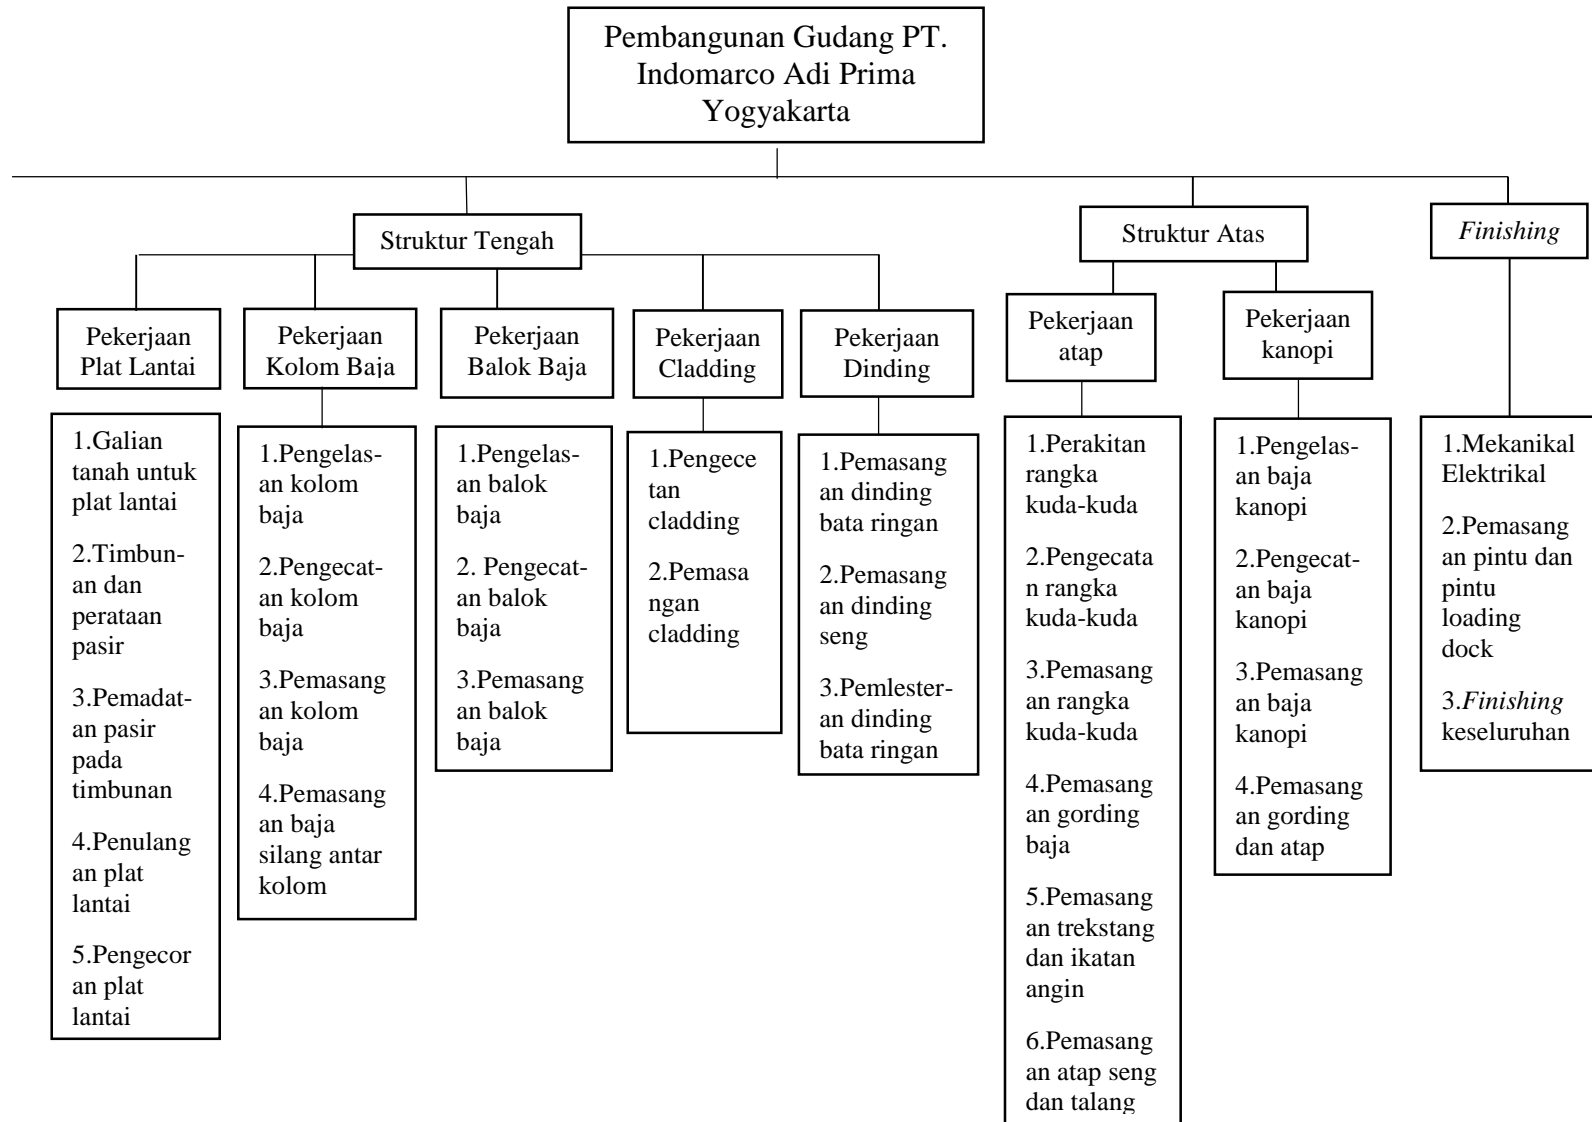 Pembangunan Gudang PT.
Indomarco Adi Prima
Yogyakarta
Struktur Tengah
Struktur Atas
Finishing
Pekerjaan
Plat Lantai
Pekerjaan
Kolom Baja
Pekerjaan
Balok Baja
Pekerjaan
Cladding
Pekerjaan
Dinding
Pekerjaan
atap
Pekerjaan
kanopi
1.Galian
tanah untuk
plat lantai
2.Timbun-
an dan
perataan
pasir
3.Pemadat-
an pasir
pada
timbunan
4.Penulang
an plat
lantai
5.Pengecor
an plat
lantai
1.Pengelas-
an kolom
baja
2.Pengecat-
an kolom
baja
3.Pemasang
an kolom
baja
4.Pemasang
an baja
silang antar
kolom
1.Pengelas-
an balok
baja
2. Pengecat-
an balok
baja
3.Pemasang
an balok
baja
1.Pengece
tan
cladding
2.Pemasa
ngan
cladding
1.Pemasang
an dinding
bata ringan
2.Pemasang
an dinding
seng
3.Pemlester-
an dinding
bata ringan
1.Perakitan
rangka
kuda-kuda
2.Pengecata
n rangka
kuda-kuda
3.Pemasang
an rangka
kuda-kuda
4.Pemasang
an gording
baja
5.Pemasang
an trekstang
dan ikatan
angin
6.Pemasang
an atap seng
dan talang
1.Pengelas-
an baja
kanopi
2.Pengecat-
an baja
kanopi
3.Pemasang
an baja
kanopi
4.Pemasang
an gording
dan atap
1.Mekanikal
Elektrikal
2.Pemasang
an pintu dan
pintu
loading
dock
3.Finishing
keseluruhan